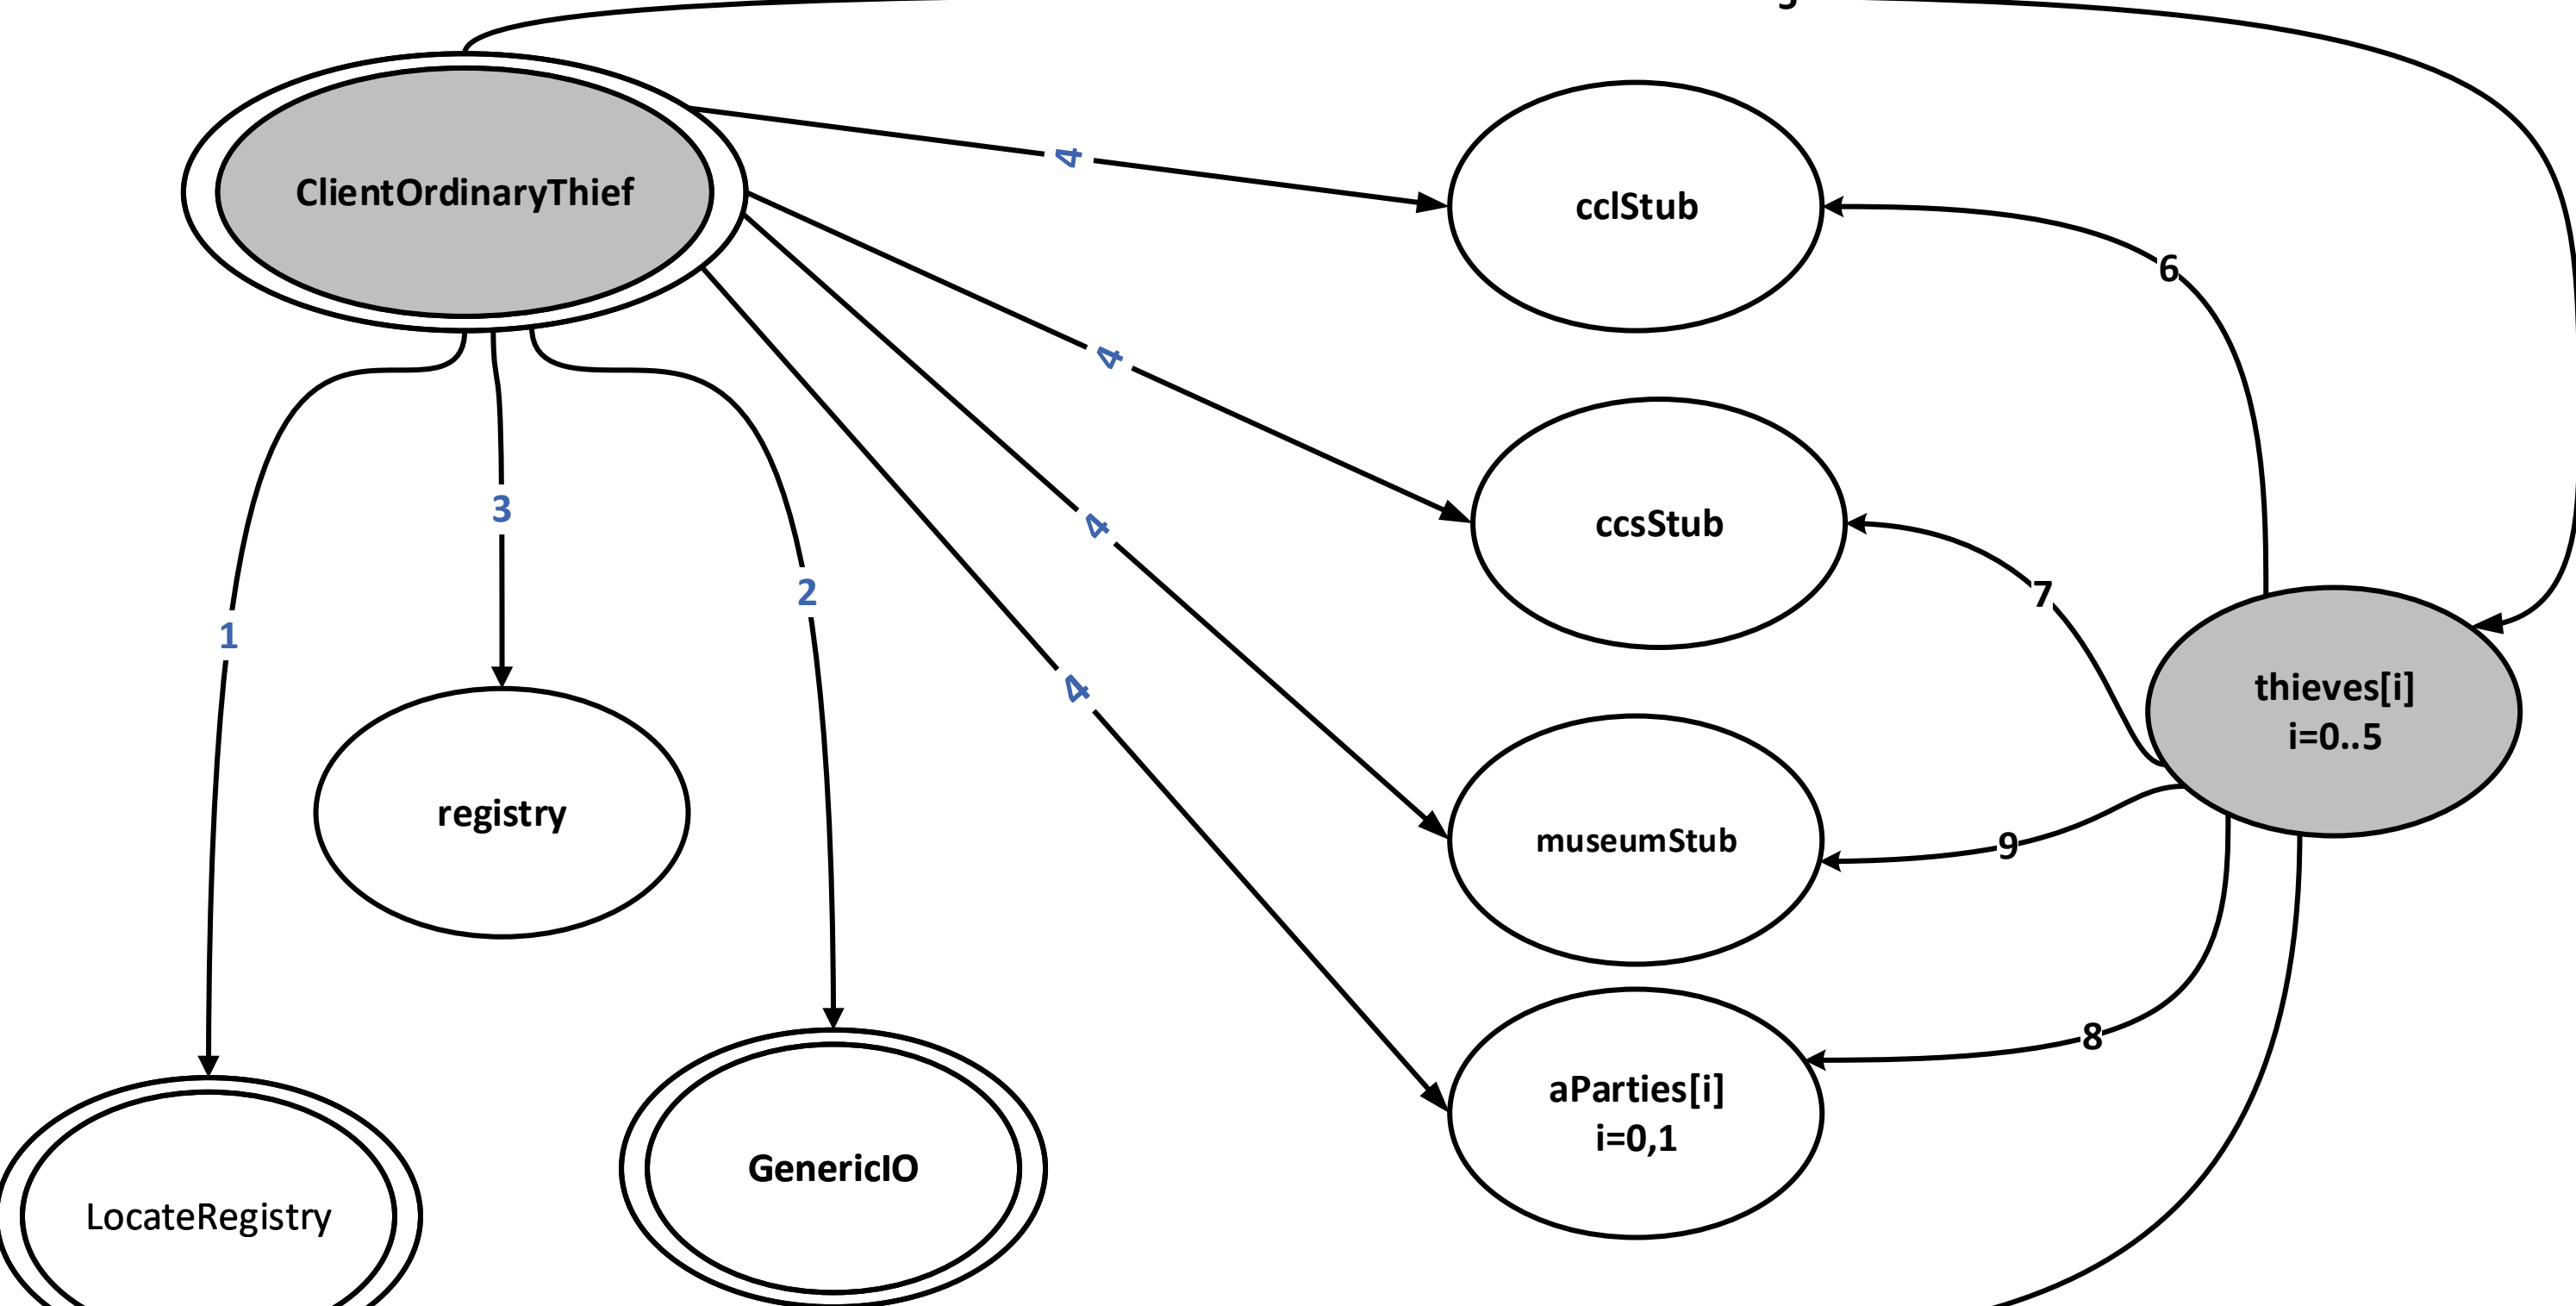 ClientOrdinaryThief
4
cclStub
6
4
ccsStub
3
4
2
7
1
4
thieves[i]
i=0..5
registry
museumStub
9
8
aParties[i]
i=0,1
GenericIO
LocateRegistry